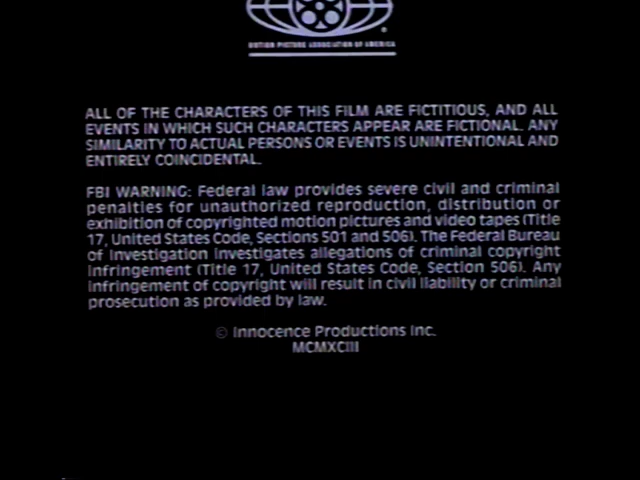 MOTION PICTURE ASSOCIATION OF AMERICA
ALL OF THE CHARACTERS OF THIS FILM ARE FICTITIOUS, AND ALL
EVENTS IN WHICH SUCH CHARACTERS APPEAR ARE FICTIONAL. ANY
SIMILARITY TO ACTUAL PERSONS OR EVENTS IS UNINTENTIONAL AND
ENTIRELY COINCIDENTAL.
FBI WARNING: Federal law provides severe civil and criminal
penalties for unauthorized reproduction, distribution or
exhibition of copyrighted motion pictures and video tapes (Title
17, United States Code, Sections 501 and 506). The Federal Bureau
of Investigation investigates allegations of criminal copyright
infringement (Title 17, United States Code, Section 506). Any
infringement of copyright will result in civil liability or criminal
prosecution as provided by law.
© Innocence Productions Inc.
MCMXCIII